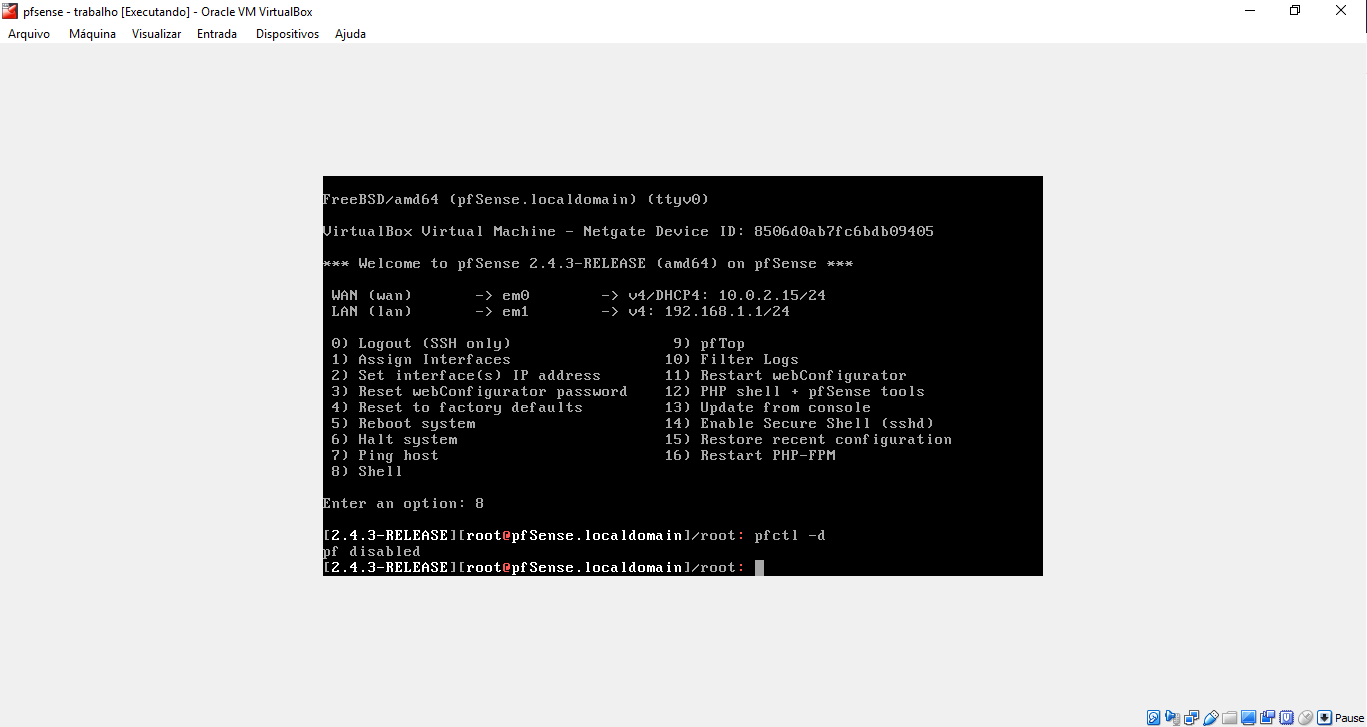 pfsense - trabalho [Executando] - Oracle VM VirtualBox
Arquivo Máquina Visualizar Entrada Dispositivos Ajuda
FreeBSD/amd64 (pfSense.localdomain) (ttyv0)
VirtualBox Virtual Machine - Netgate Device ID: 8506d0ab7fc6bdb09405
*** Welcome to pfSense 2.4.3-RELEASE (amd64) on pfSense ***
WAN (wan) -> em0 -> v4/DHCP4: 10.0.2.15/24
LAN (lan) -> em1 -> v4: 192.168.1.1/24
0) Logout (SSH only) 9) pfTop
1) Assign Interfaces 10) Filter Logs
2) Set interface(s) IP address 11) Restart webConfigurator
3) Reset webConfigurator password 12) PHP shell + pfSense tools
4) Reset to factory defaults 13) Update from console
5) Reboot system 14) Enable Secure Shell (sshd)
6) Halt system 15) Restore recent configuration
7) Ping host 16) Restart PHP-FPM
8) Shell
Enter an option: 8
[2.4.3-RELEASE][root@pfSense.localdomain]/root: pfctl -d
pf disabled
[2.4.3-RELEASE][root@pfSense.localdomain]/root:
Pause